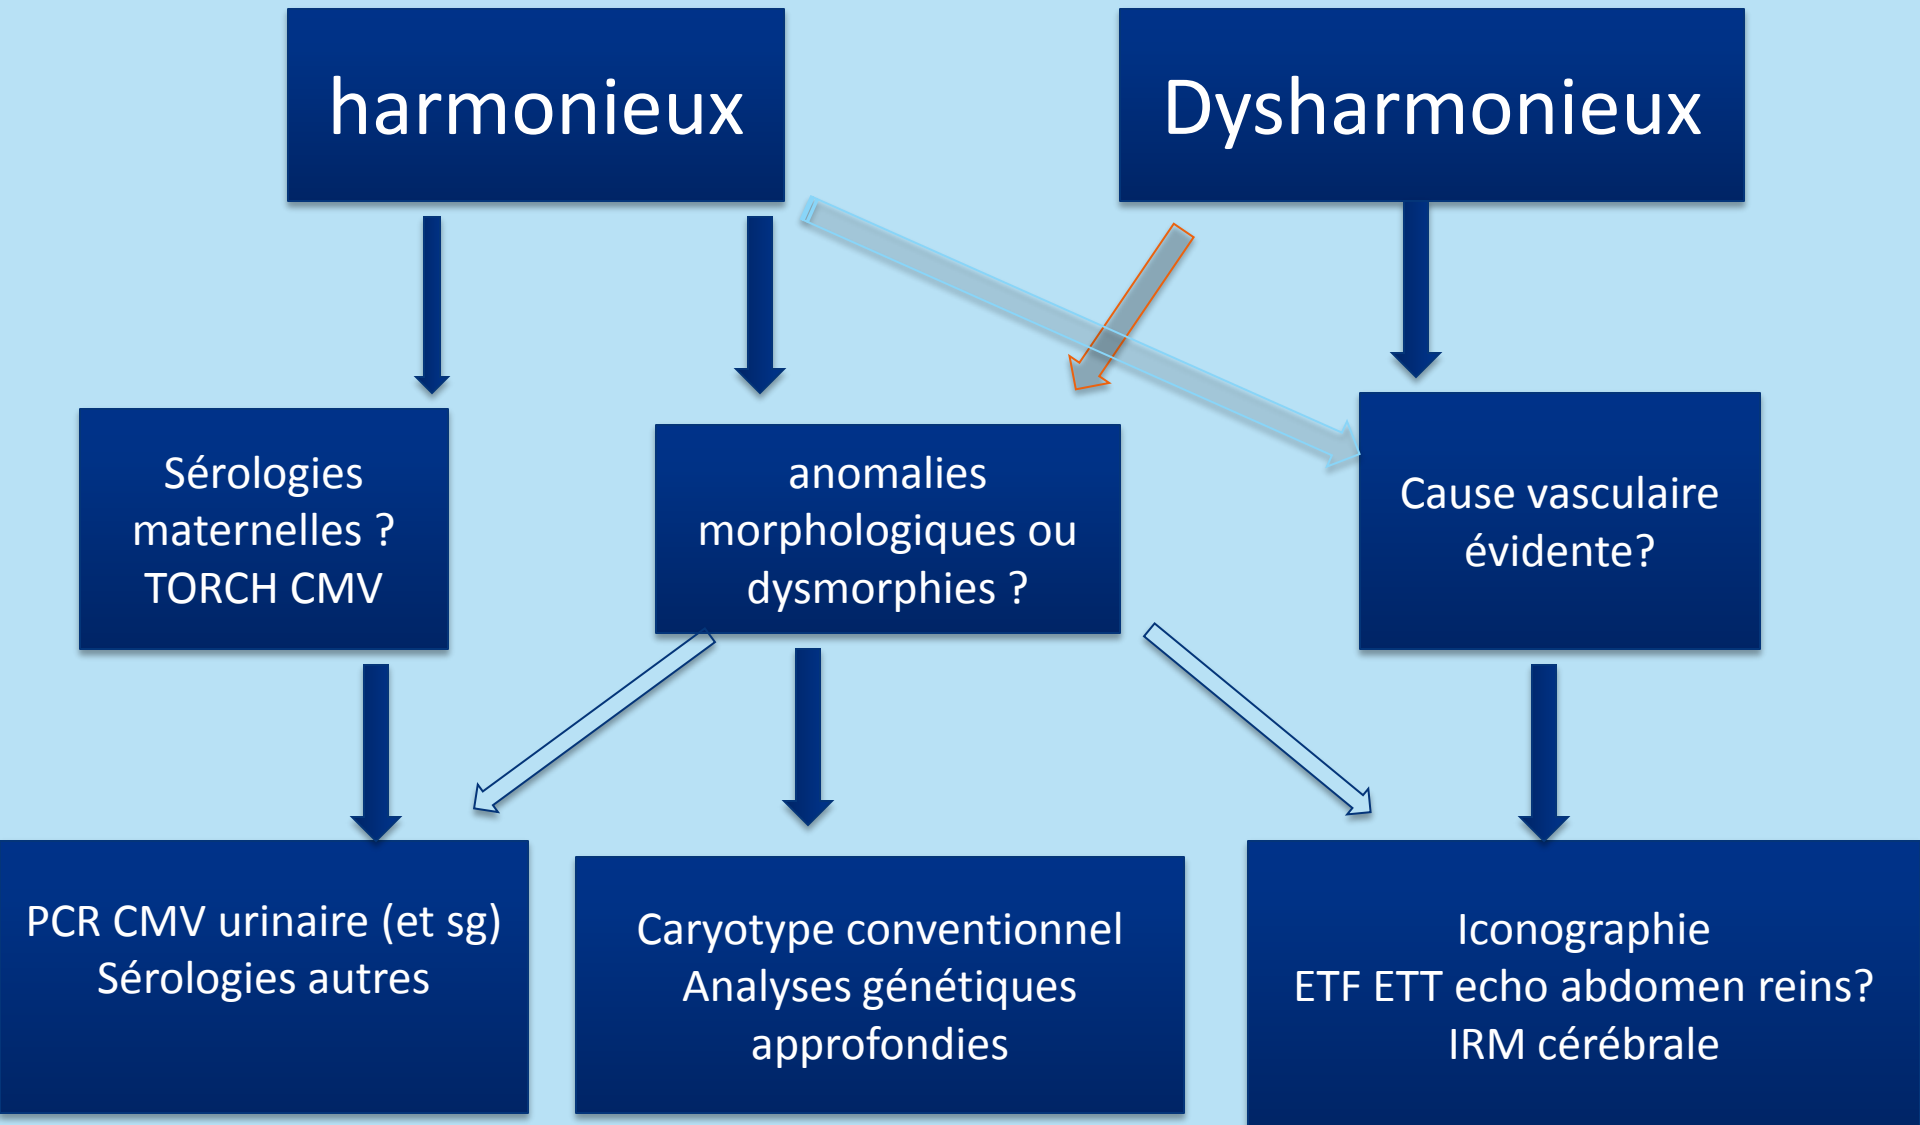 harmonieux
Dysharmonieux
Sérologies
maternelles ?
TORCH CMV
anomalies
morphologiques ou
dysmorphies ?
Cause vasculaire
évidente?
PCR CMV urinaire (et sg)
Sérologies autres
Caryotype conventionnel
Analyses génétiques
approfondies
Iconographie
ETF ETT echo abdomen reins?
IRM cérébrale